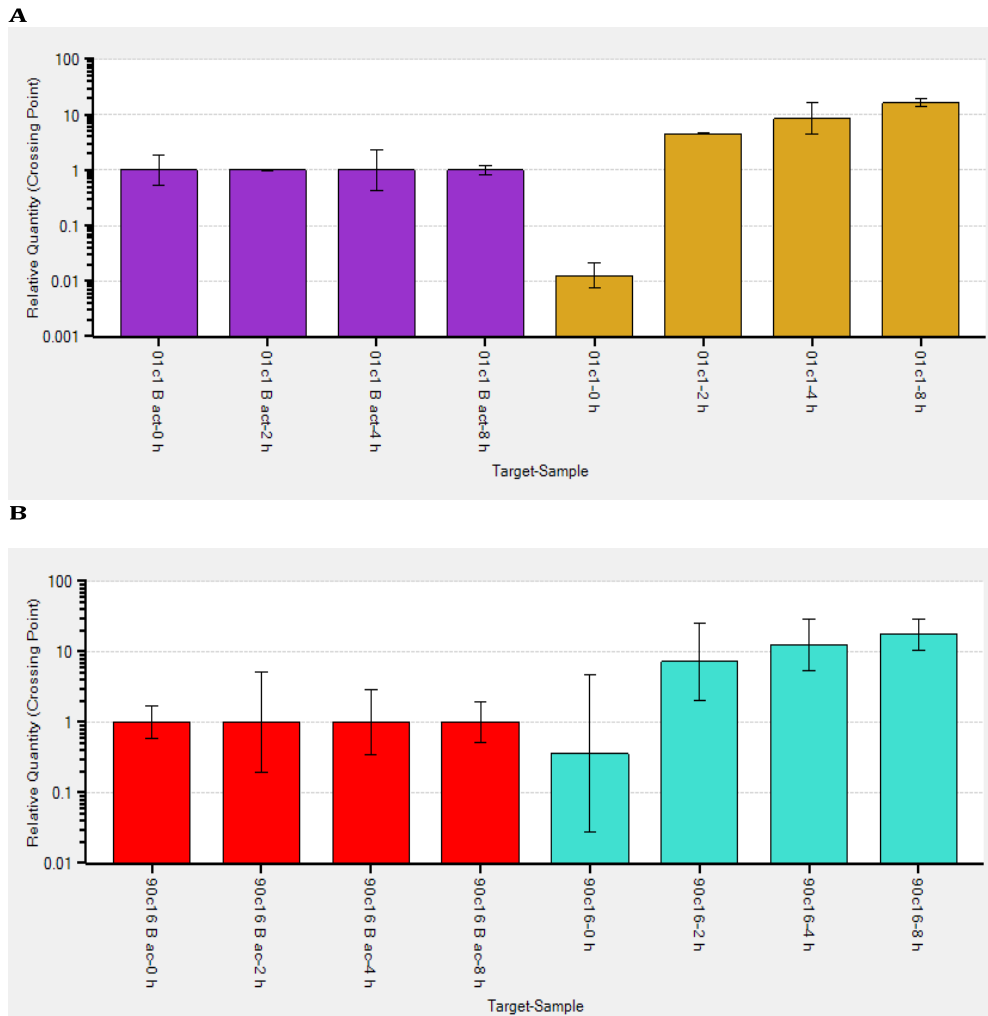 A
Relative Quantity (Crossing Point)
100
10
1
0.1
0.01
0.001
01c1 B act-0 h
01c1 B act-2 h
01c1 B act-4 h
01c1 B act-8 h
01c1-0 h
01c1-2 h
01c1-4 h
01c1-8 h
Target-Sample
B
Relative Quantity (Crossing Point)
100
10
1
0.1
0.01
90c16 B ac-0 h
90c16 B ac-2 h
90c16 B ac-4 h
90c16 B ac-8 h
90c16-0 h
90c16-2 h
90c16-4 h
90c16-8 h
Target-Sample